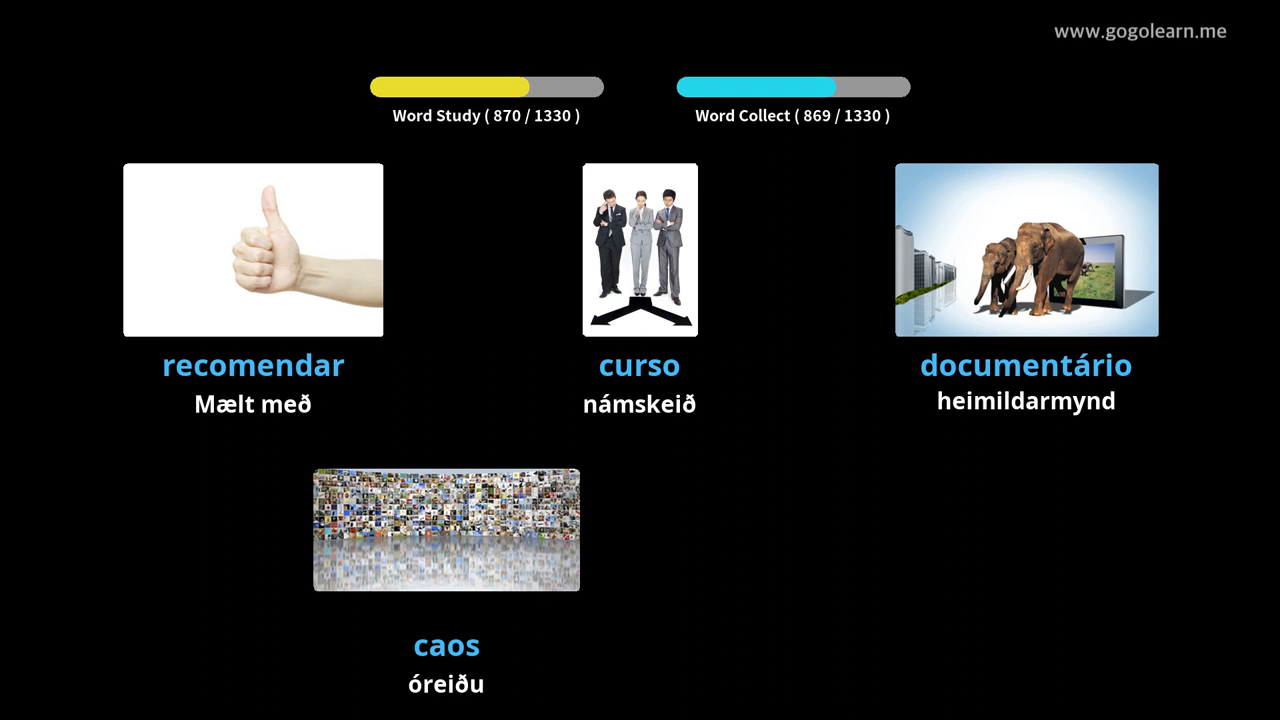 www.gogolearn.me
Word Study ( 870 / 1330 )
Word Collect ( 869 / 1330 )
recomendar
Mælt með
curso
námskeið
documentário
heimildarmynd
caos
óreiðu